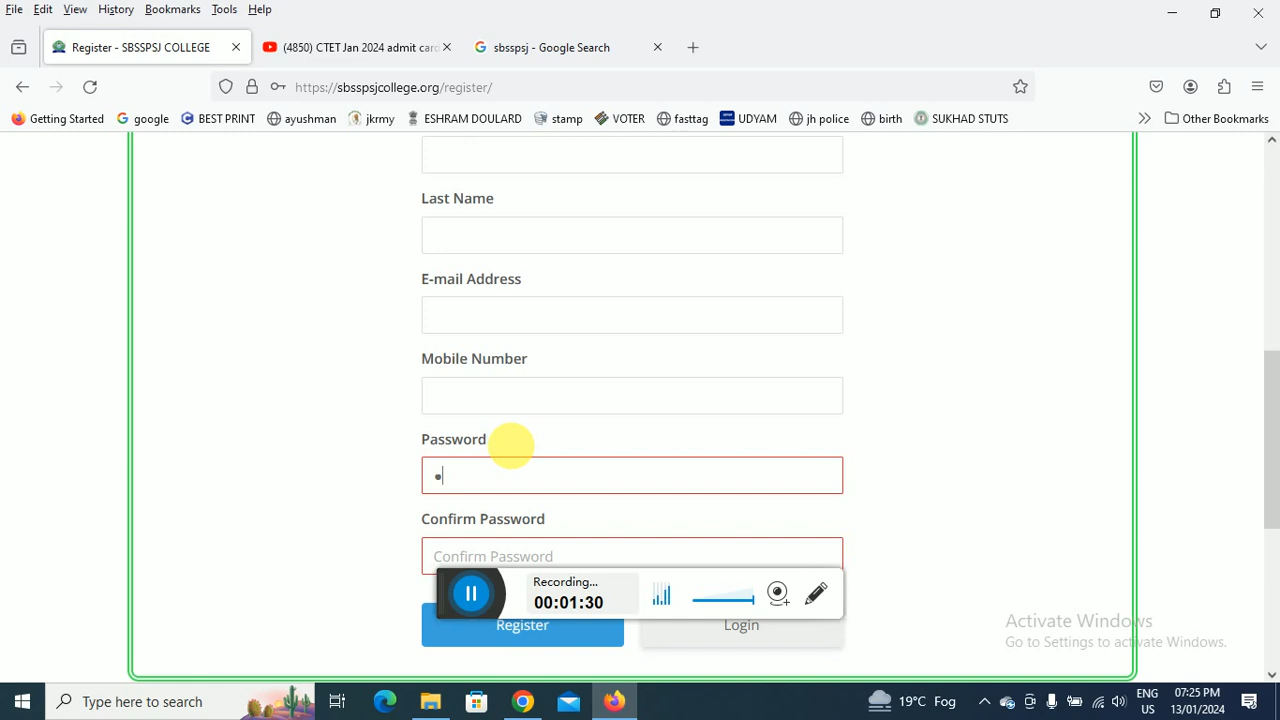 File Edit View History Bookmarks Tools Help
Register - SBSSPSJ COLLEGE (4850) CTET Jan 2024 admit card sbsspsj - Google Search
https://sbsspsjcollege.org/register/
Getting Started google BEST PRINT ayushman jkrmy ESHRAM DOULARD stamp VOTER fasttag UDYAM jh police birth SUKHAD STUTS Other Bookmarks
Last Name
E-mail Address
Mobile Number
Password
Confirm Password
Confirm Password
Recording...
00:01:30
Register Login
Activate Windows
Go to Settings to activate Windows.
Type here to search 19°C Fog ENG US 07:25 PM 13/01/2024